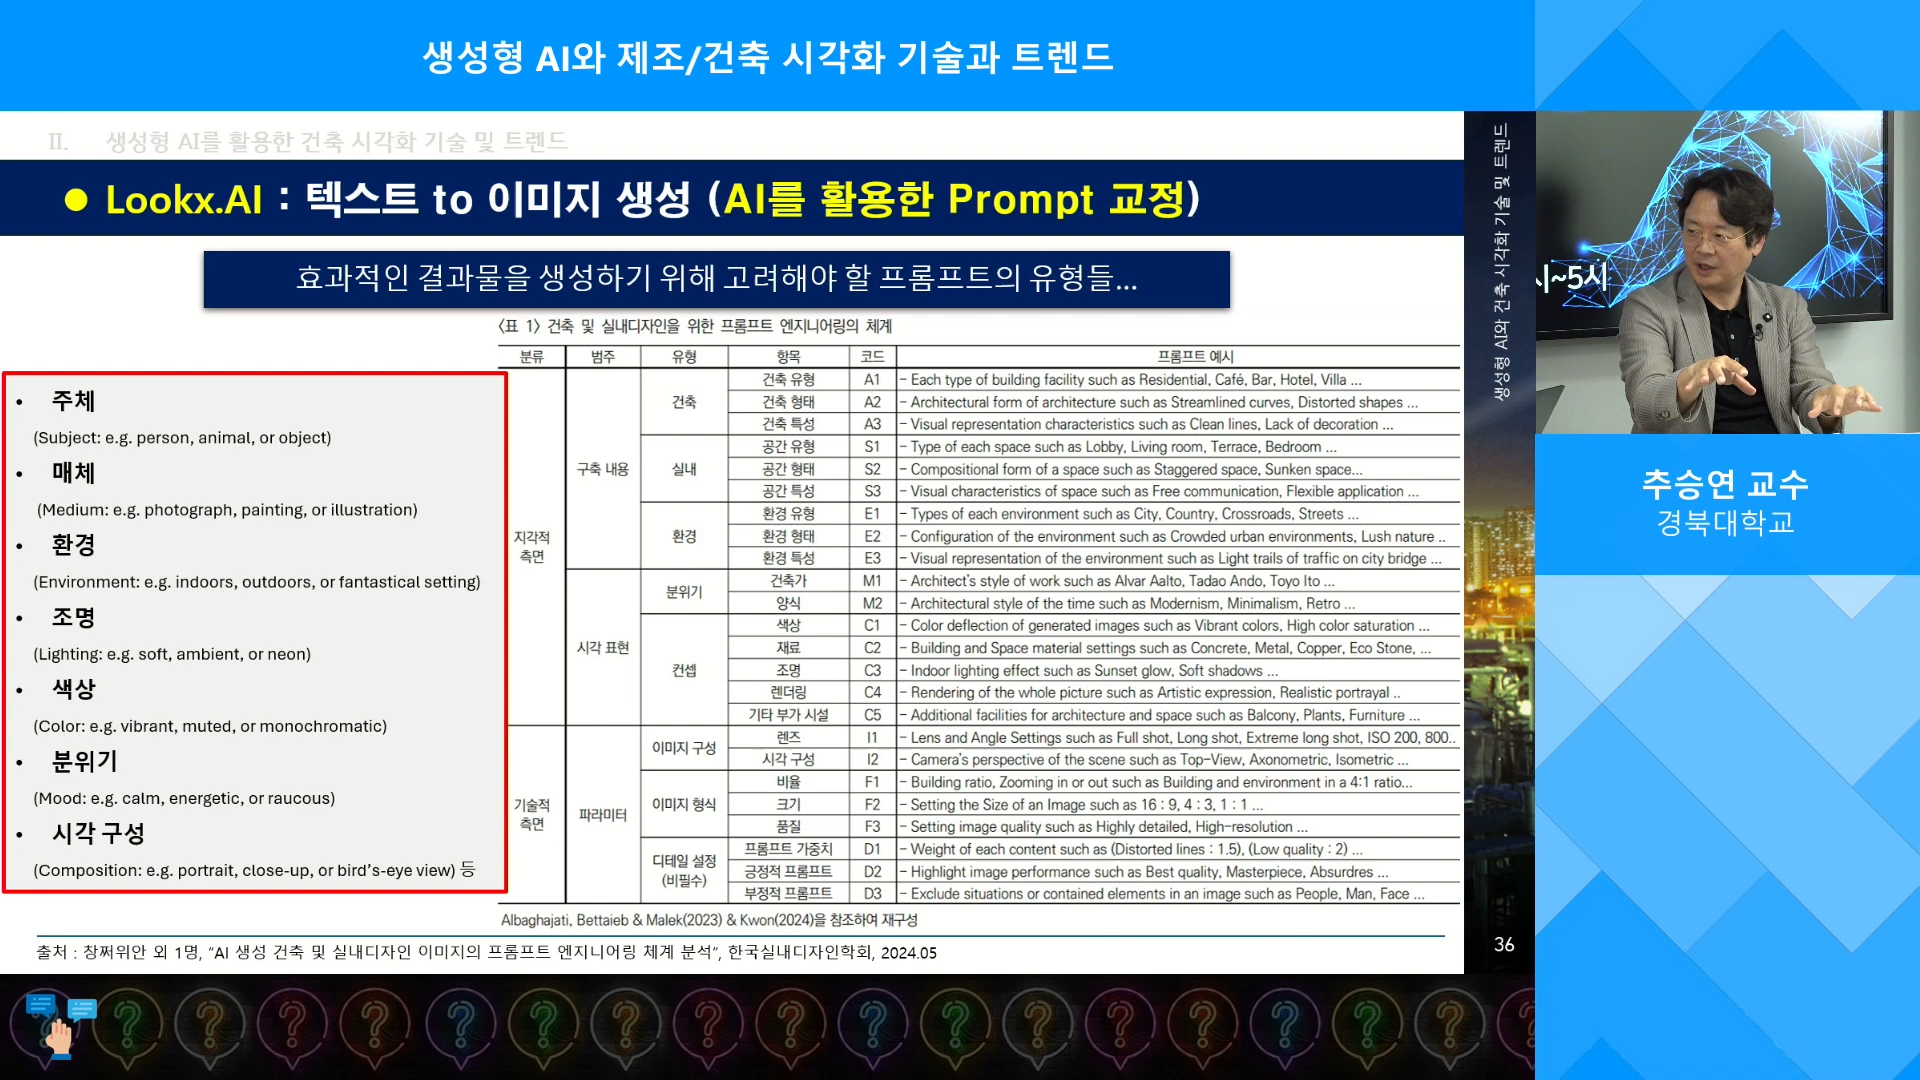 생성형 AI와 제조/건축 시각화 기술과 트렌드
II. 생성형 AI를 활용한 건축 시각화 기술 및 트렌드
● Lookx.AI : 텍스트 to 이미지 생성 (AI를 활용한 Prompt 교정)
효과적인 결과물을 생성하기 위해 고려해야 할 프롬프트의 유형들...
• 주체
(Subject: e.g. person, animal, or object)
• 매체
(Medium: e.g. photograph, painting, or illustration)
• 환경
(Environment: e.g. indoors, outdoors, or fantastical setting)
• 조명
(Lighting: e.g. soft, ambient, or neon)
• 색상
(Color: e.g. vibrant, muted, or monochromatic)
• 분위기
(Mood: e.g. calm, energetic, or raucous)
• 시각 구성
(Composition: e.g. portrait, close-up, or bird's-eye view) 등
〈표 1〉 건축 및 실내디자인을 위한 프롬프트 엔지니어링의 체계
분류 범주 유형 항목 코드 프롬프트 예시
지각적 측면 구축 내용 건축 건축 유형 A1 - Each type of building facility such as Residential, Café, Bar, Hotel, Villa ...
건축 형태 A2 - Architectural form of architecture such as Streamlined curves, Distorted shapes ...
건축 특성 A3 - Visual representation characteristics such as Clean lines, Lack of decoration ...
실내 공간 유형 S1 - Type of each space such as Lobby, Living room, Terrace, Bedroom ...
공간 형태 S2 - Compositional form of a space such as Staggered space, Sunken space...
공간 특성 S3 - Visual characteristics of space such as Free communication, Flexible application ...
환경 환경 유형 E1 - Types of each environment such as City, Country, Crossroads, Streets ...
환경 형태 E2 - Configuration of the environment such as Crowded urban environments, Lush nature ..
환경 특성 E3 - Visual representation of the environment such as Light trails of traffic on city bridge ...
시각 표현 분위기 건축가 M1 - Architect's style of work such as Alvar Aalto, Tadao Ando, Toyo Ito ...
양식 M2 - Architectural style of the time such as Modernism, Minimalism, Retro ...
컨셉 색상 C1 - Color deflection of generated images such as Vibrant colors, High color saturation ...
재료 C2 - Building and Space material settings such as Concrete, Metal, Copper, Eco Stone, ...
조명 C3 - Indoor lighting effect such as Sunset glow, Soft shadows ...
렌더링 C4 - Rendering of the whole picture such as Artistic expression, Realistic portrayal ..
기타 부가 시설 C5 - Additional facilities for architecture and space such as Balcony, Plants, Furniture ...
기술적 측면 파라미터 이미지 구성 렌즈 I1 - Lens and Angle Settings such as Full shot, Long shot, Extreme long shot, ISO 200, 800..
시각 구성 I2 - Camera's perspective of the scene such as Top-View, Axonometric, Isometric ...
이미지 형식 비율 F1 - Building ratio, Zooming in or out such as Building and environment in a 4:1 ratio...
크기 F2 - Setting the Size of an Image such as 16 : 9, 4 : 3, 1 : 1 ...
품질 F3 - Setting image quality such as Highly detailed, High-resolution ...
디테일 설정 (비필수) 프롬프트 가중치 D1 - Weight of each content such as (Distorted lines : 1.5), (Low quality : 2) ...
긍정적 프롬프트 D2 - Highlight image performance such as Best quality, Masterpiece, Absurdres ...
부정적 프롬프트 D3 - Exclude situations or contained elements in an image such as People, Man, Face ...
Albaghajati, Bettaieb & Malek(2023) & Kwon(2024)을 참조하여 재구성
출처 : 창쩌위안 외 1명, “AI 생성 건축 및 실내디자인 이미지의 프롬프트 엔지니어링 체계 분석”, 한국실내디자인학회, 2024.05
생성형 AI와 건축 시각화 기술 및 트렌드
36
시~5시
추승연 교수
경북대학교